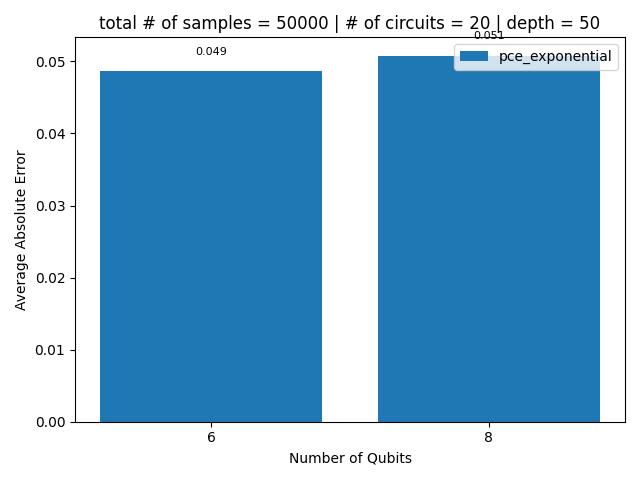 total # of samples = 50000 | # of circuits = 20 | depth = 50
0.051
0.049
pce_exponential
0.05
0.04
0.03
0.02
0.01
0.00
Average Absolute Error
6
8
Number of Qubits